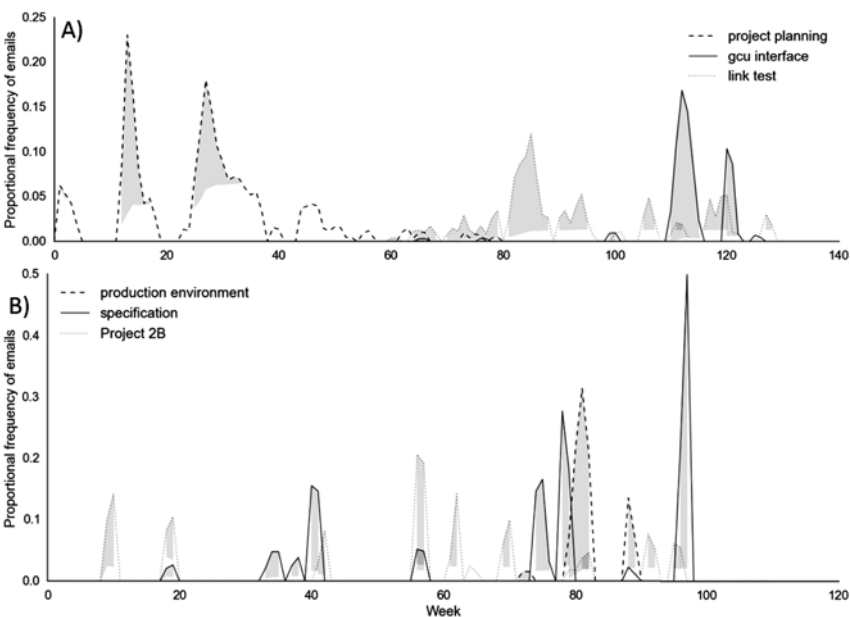 A)
project planning
gcu interface
link test
Proportional frequency of emails
0.25
0.20
0.15
0.10
0.05
0.00
0 20 40 60 80 100 120 140
B)
production environment
specification
Project 2B
Proportional frequency of emails
0.5
0.4
0.3
0.2
0.1
0.0
0 20 40 60 80 100 120
Week